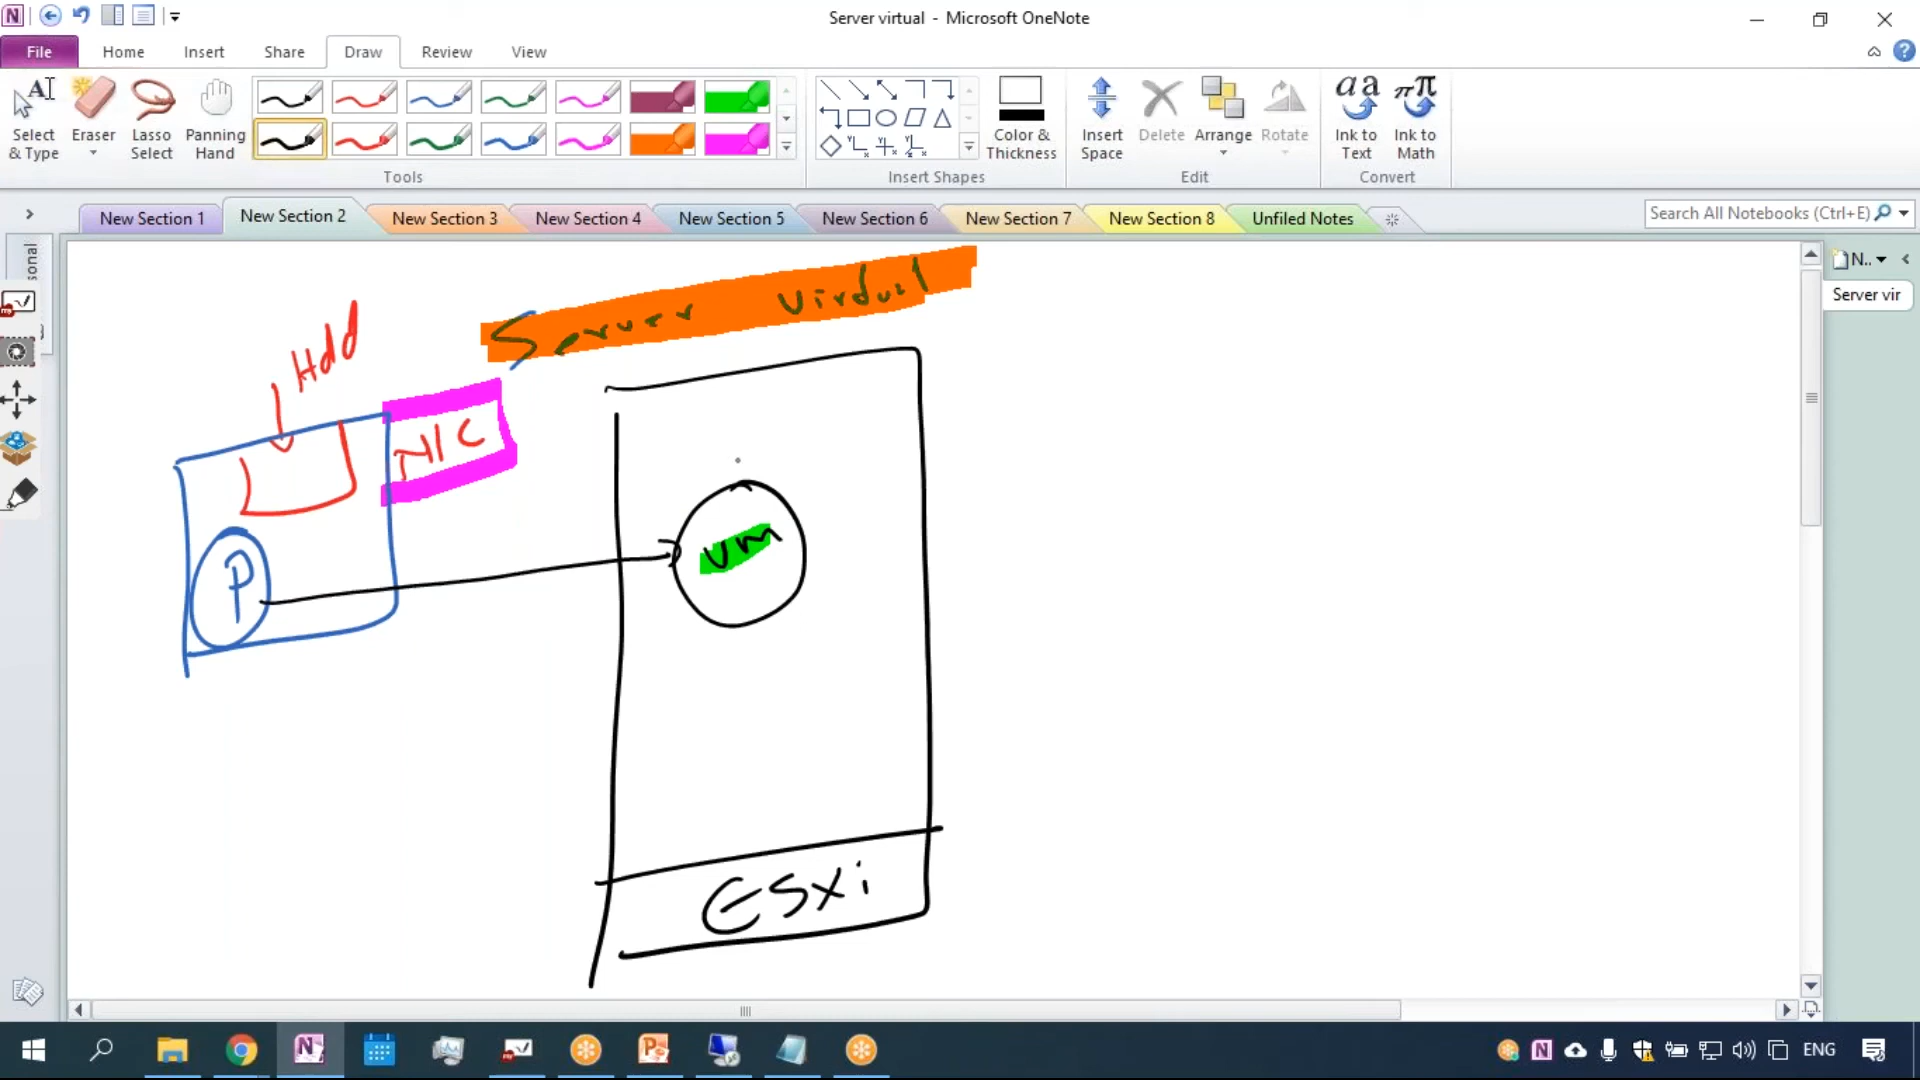 Server virtual - Microsoft OneNote
File Home Insert Share Draw Review View
Select & Type
Eraser
Lasso Select
Panning Hand
Color & Thickness
Insert Space
Delete
Arrange
Rotate
Ink to Text
Ink to Math
Tools
Insert Shapes
Edit
Convert
New Section 1
New Section 2
New Section 3
New Section 4
New Section 5
New Section 6
New Section 7
New Section 8
Unfiled Notes
Search All Notebooks (Ctrl+E)
sonal
N..
Server vir
Server Virdual
Hdd
NIC
P
VM
ESXi
ENG